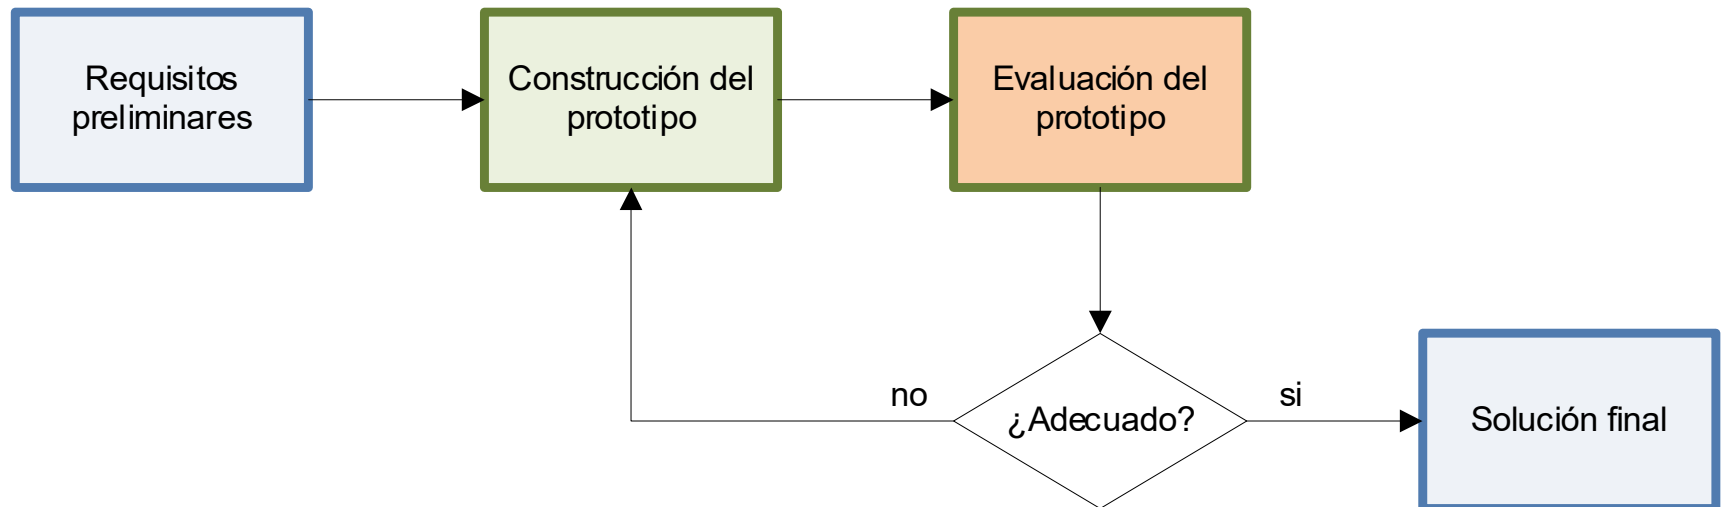 Requisitos
preliminares
Construcción del
prototipo
Evaluación del
prototipo
no
¿Adecuado?
si
Solución final